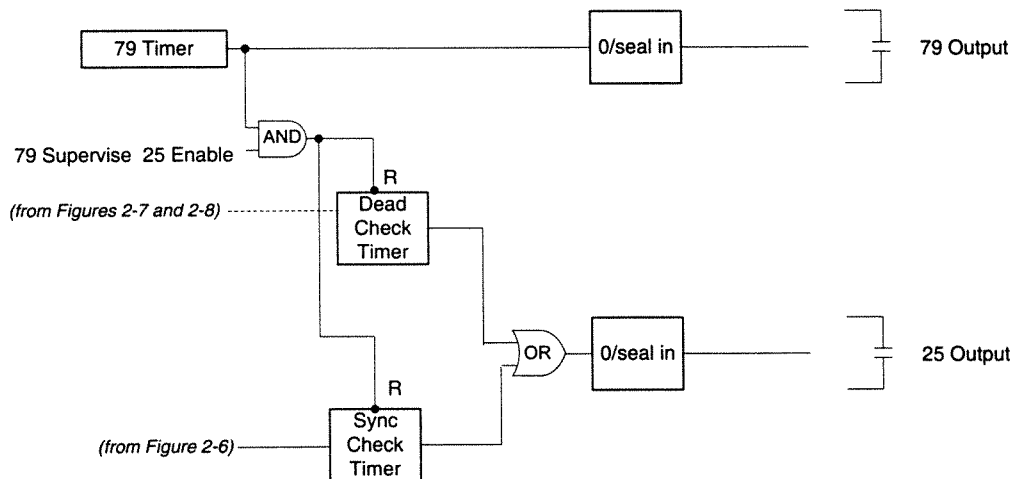 79 Timer
0/seal in
79 Output
AND
79 Supervise 25 Enable
R
(from Figures 2-7 and 2-8)
Dead
Check
Timer
OR
0/seal in
25 Output
R
(from Figure 2-6)
Sync
Check
Timer